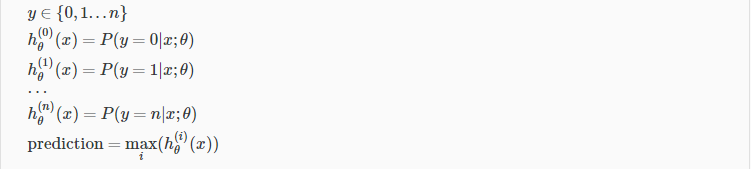 y ∈ {0,1…n}
h_θ^(0)(x) = P(y = 0|x;θ)
h_θ^(1)(x) = P(y = 1|x;θ)
⋯
h_θ^(n)(x) = P(y = n|x;θ)
prediction = max_i(h_θ^(i)(x))